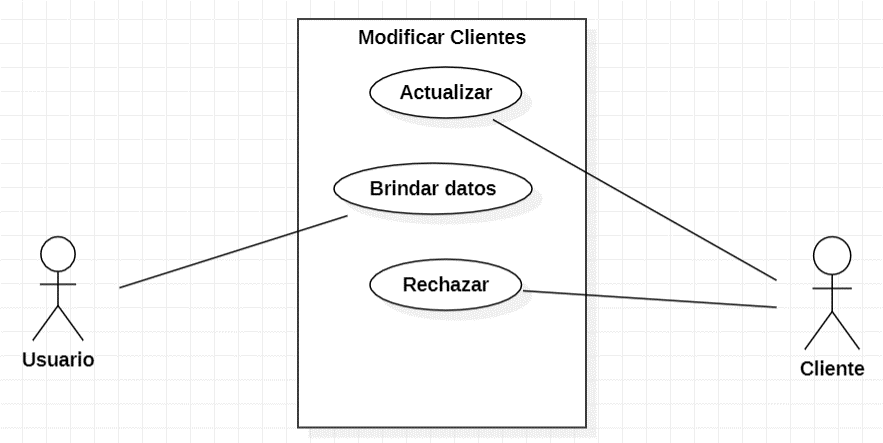 Modificar Clientes
Actualizar
Brindar datos
Rechazar
Usuario
Cliente